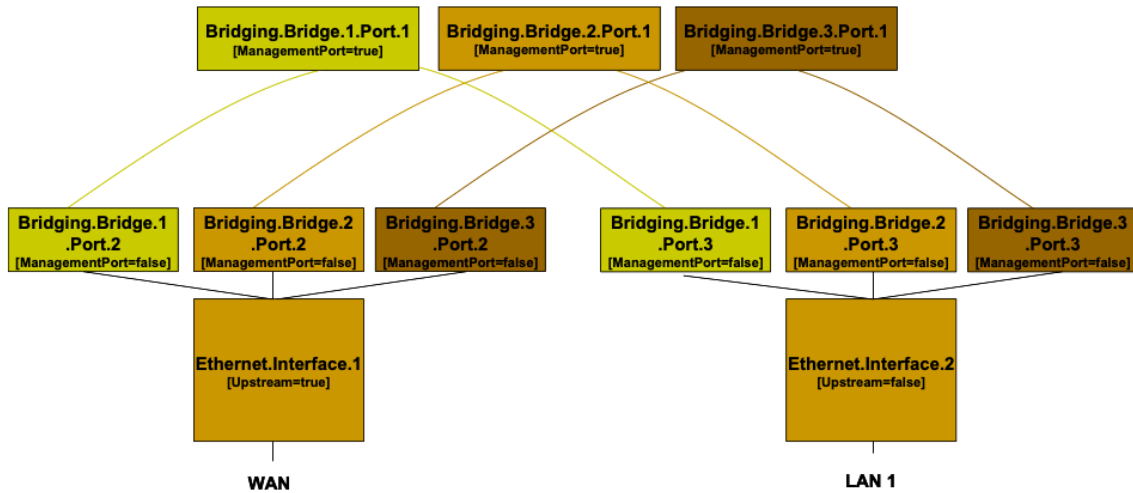 Bridging.Bridge.1.Port.1
[ManagementPort=true]
Bridging.Bridge.2.Port.1
[ManagementPort=true]
Bridging.Bridge.3.Port.1
[ManagementPort=true]
Bridging.Bridge.1
.Port.2
[ManagementPort=false]
Bridging.Bridge.2
.Port.2
[ManagementPort=false]
Bridging.Bridge.3
.Port.2
[ManagementPort=false]
Bridging.Bridge.1
.Port.3
[ManagementPort=false]
Bridging.Bridge.2
.Port.3
[ManagementPort=false]
Bridging.Bridge.3
.Port.3
[ManagementPort=false]
Ethernet.Interface.1
[Upstream=true]
Ethernet.Interface.2
[Upstream=false]
WAN
LAN 1